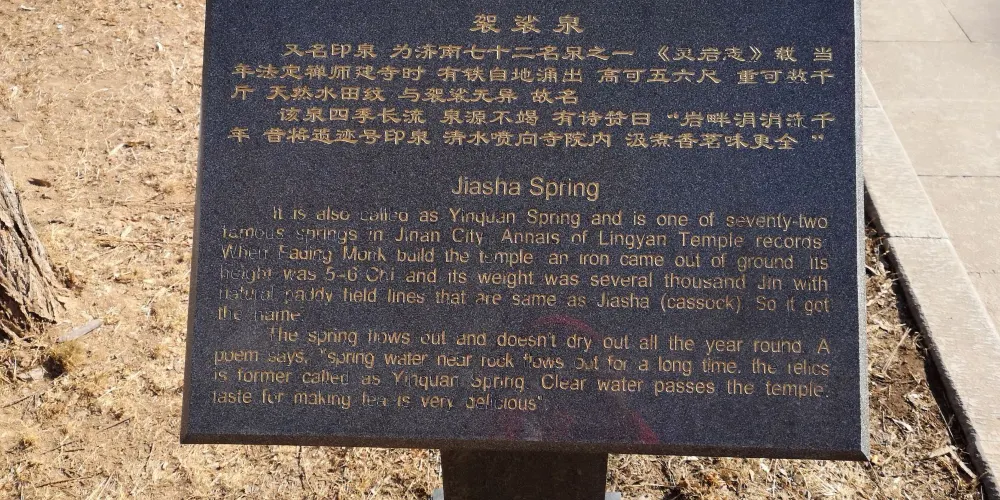 袈裟泉
又名印泉 为济南七十二名泉之一 《灵岩志》载 当
年法定禅师建寺时 有铁自地涌出 高可五六尺 重可数千
斤 天然水田纹 与袈裟无异 故名
该泉四季长流 泉源不竭 有诗赞曰 “岩畔涓涓流千
年 昔将遗迹号印泉 清水喷向寺院内 汲煮香茗味更全 ”
Jiasha Spring
It is also called as Yinquan Spring and is one of seventy-two
famous springs in Jinan City. Annals of Lingyan Temple records:
When Fading Monk build the temple, an iron came out of ground. Its
height was 5-6 Chi and its weight was several thousand Jin with
natural paddy field lines that are same as Jiasha (cassock). So it got
the name.
The spring flows out and doesn't dry out all the year round. A
poem says, "spring water near rock flows out for a long time, the relics
is former called as Yinquan Spring. Clear water passes the temple,
taste for making tea is very delicious"